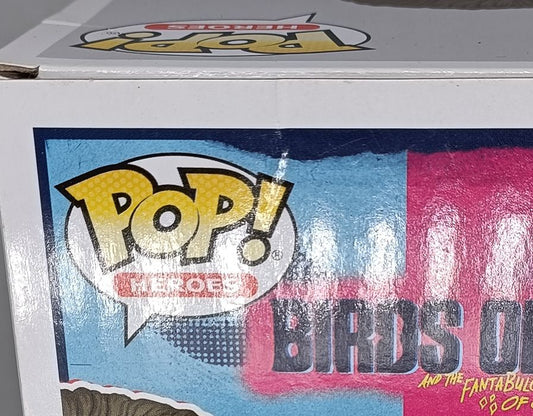 POP!
HEROES
POP!
®
HEROES
BIRDS O
AND THE FANTABULO
OF